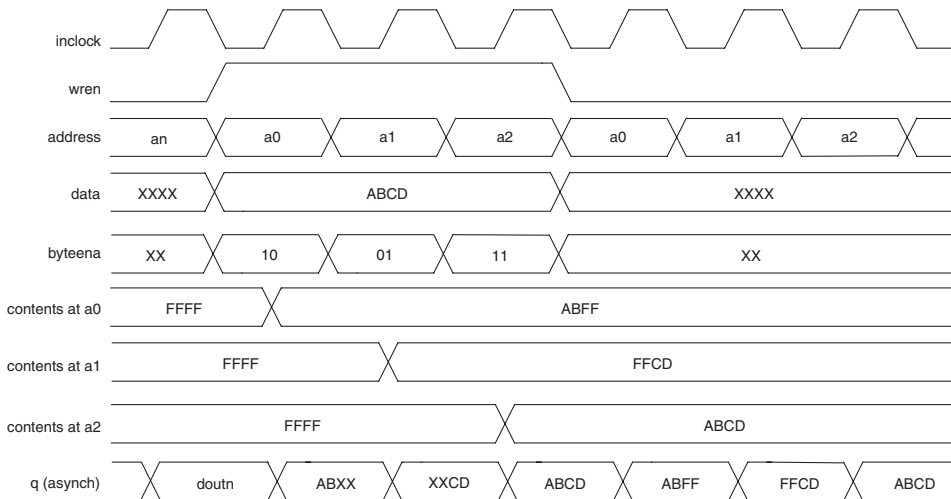 inclock
wren
address an a0 a1 a2 a0 a1 a2
data XXXX ABCD XXXX
byteena XX 10 01 11 XX
contents at a0 FFFF ABFF
contents at a1 FFFF FFCD
contents at a2 FFFF ABCD
q (asynch) doutn ABXX XXCD ABCD ABFF FFCD ABCD